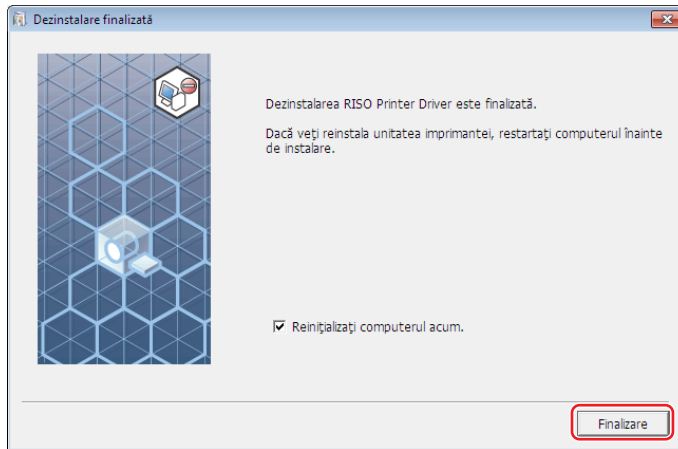 Dezinstalare finalizată
Dezinstalarea RISO Printer Driver este finalizată.
Dacă veți reinstala unitatea imprimantei, restartați computerul înainte
de instalare.
Reinițializați computerul acum.
Finalizare